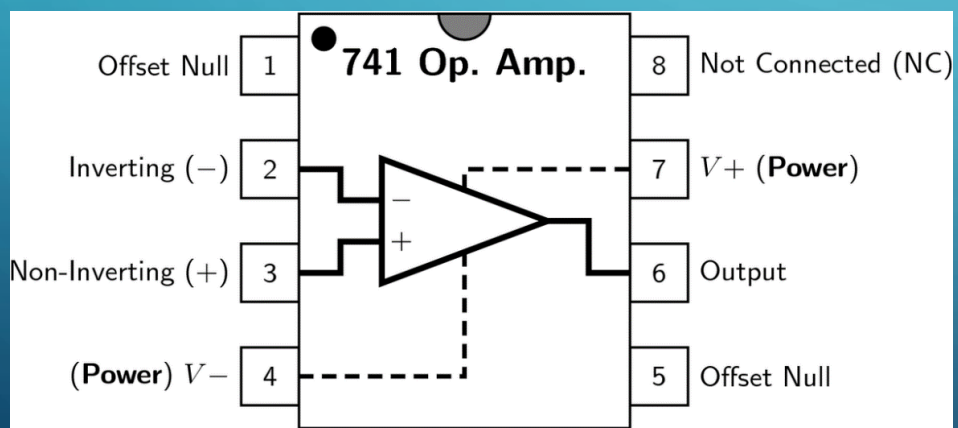 Offset Null 1 741 Op. Amp. 8 Not Connected (NC)
Inverting (−) 2 − 7 V+ (Power)
+
Non-Inverting (+) 3 6 Output
(Power) V− 4 5 Offset Null